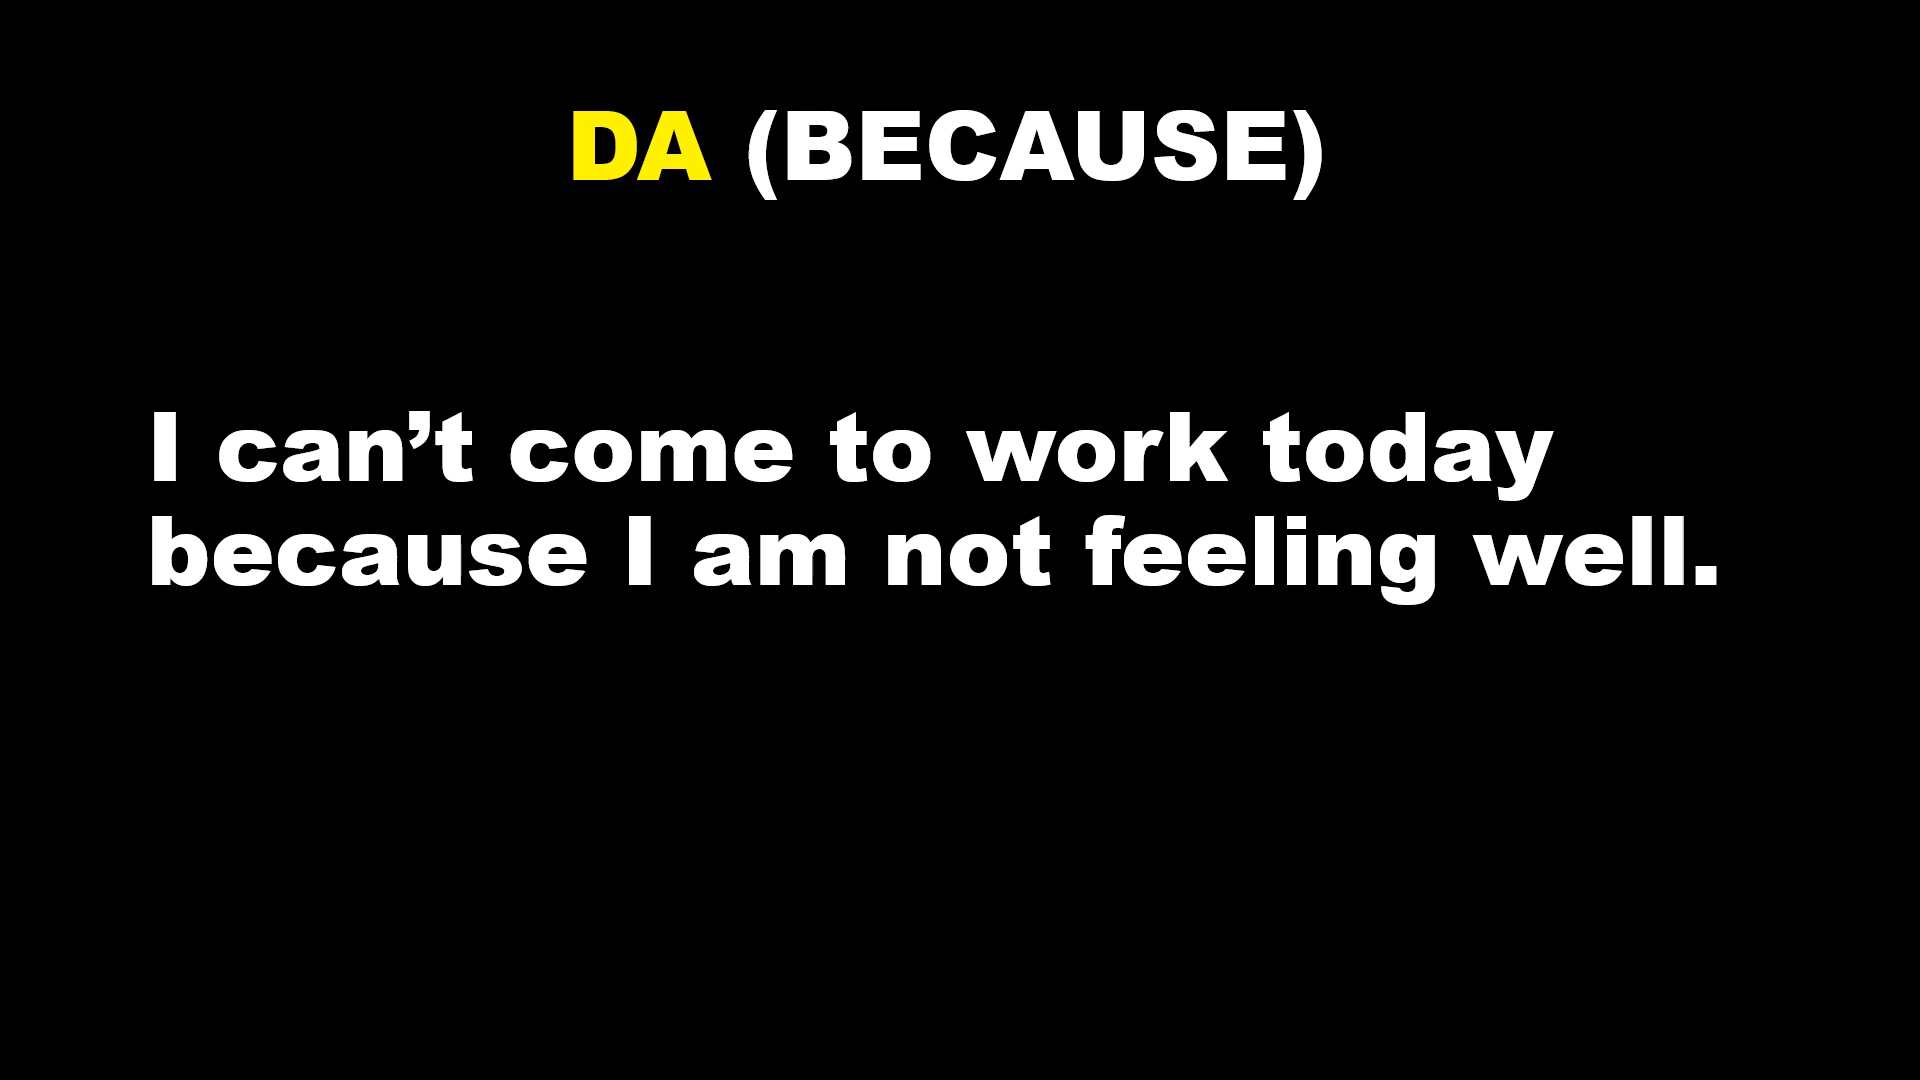 DA (BECAUSE)
I can’t come to work today
because I am not feeling well.